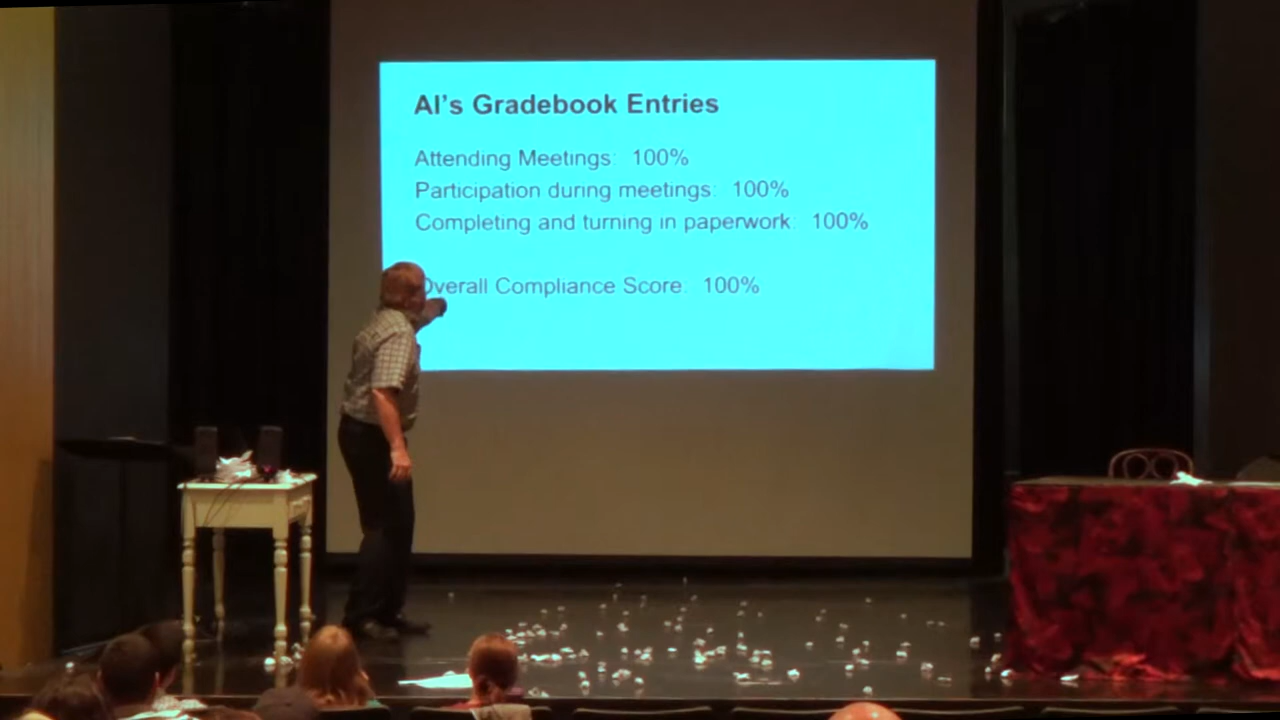 Al's Gradebook Entries
Attending Meetings: 100%
Participation during meetings: 100%
Completing and turning in paperwork: 100%
Overall Compliance Score: 100%